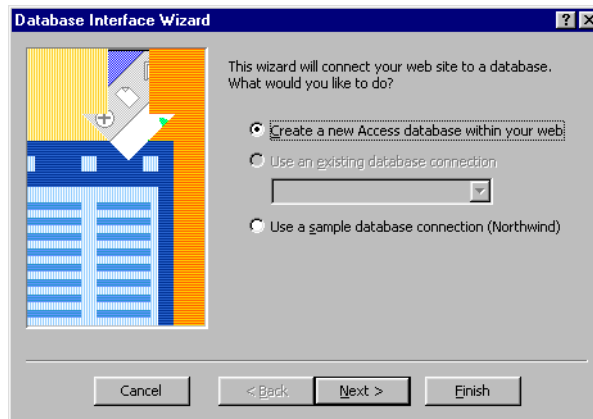 Database Interface Wizard
This wizard will connect your web site to a database.
What would you like to do?
Create a new Access database within your web
Use an existing database connection
Use a sample database connection (Northwind)
Cancel
< Back
Next >
Finish